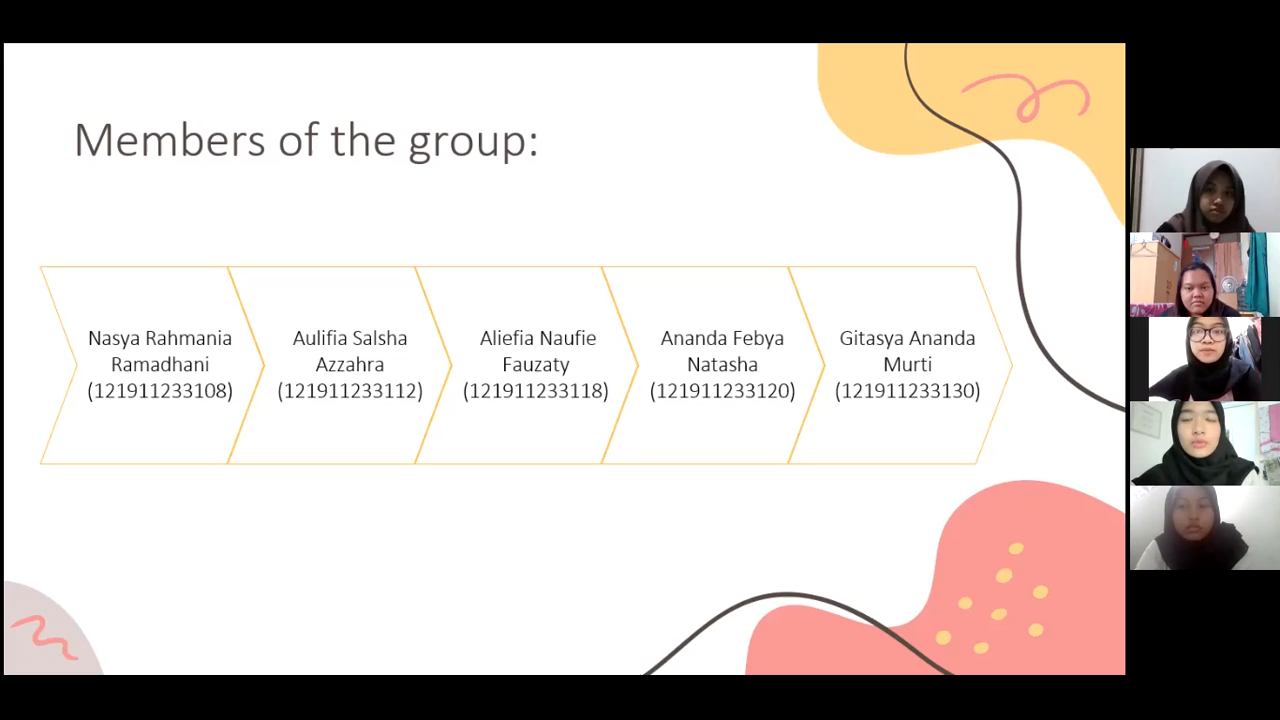 Members of the group:
Nasya Rahmania
Ramadhani
(121911233108)
Aulifia Salsha
Azzahra
(121911233112)
Aliefia Naufie
Fauzaty
(121911233118)
Ananda Febya
Natasha
(121911233120)
Gitasya Ananda
Murti
(121911233130)